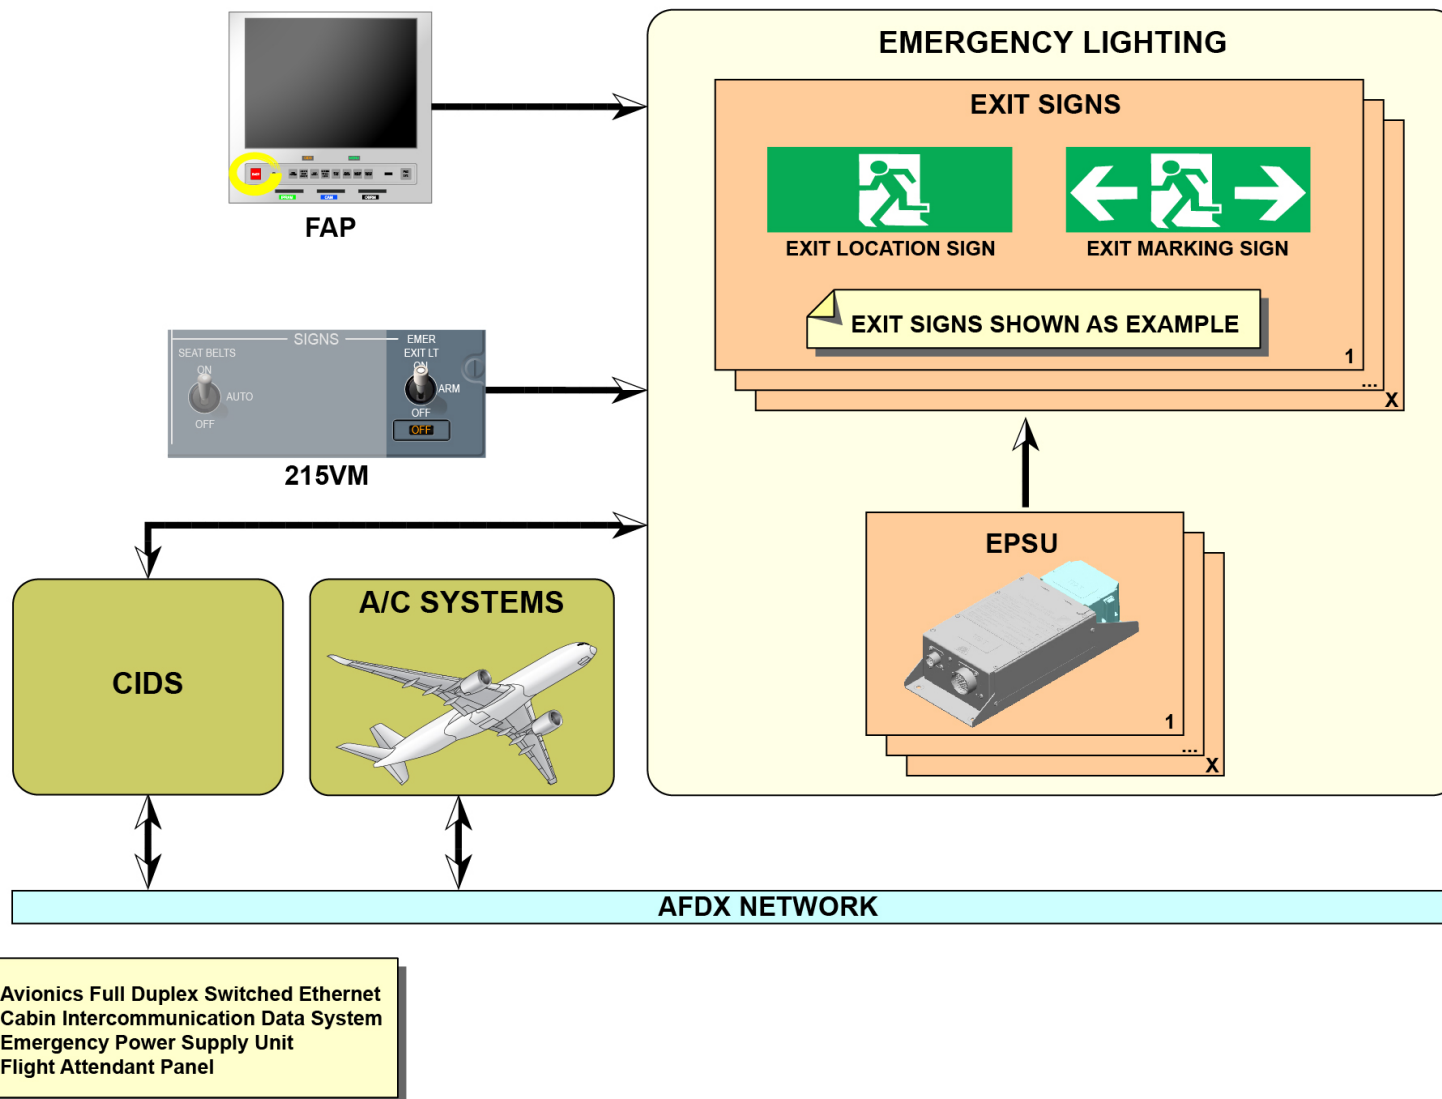 EMERGENCY LIGHTING
EXIT SIGNS
EXIT LOCATION SIGN
EXIT MARKING SIGN
EXIT SIGNS SHOWN AS EXAMPLE
1
...
X
FAP
SIGNS
EMER
EXIT LT
SEAT BELTS
ON
ON
AUTO
ARM
OFF
OFF
OFF
215VM
EPSU
1
...
X
CIDS
A/C SYSTEMS
AFDX NETWORK
Avionics Full Duplex Switched Ethernet
Cabin Intercommunication Data System
Emergency Power Supply Unit
Flight Attendant Panel